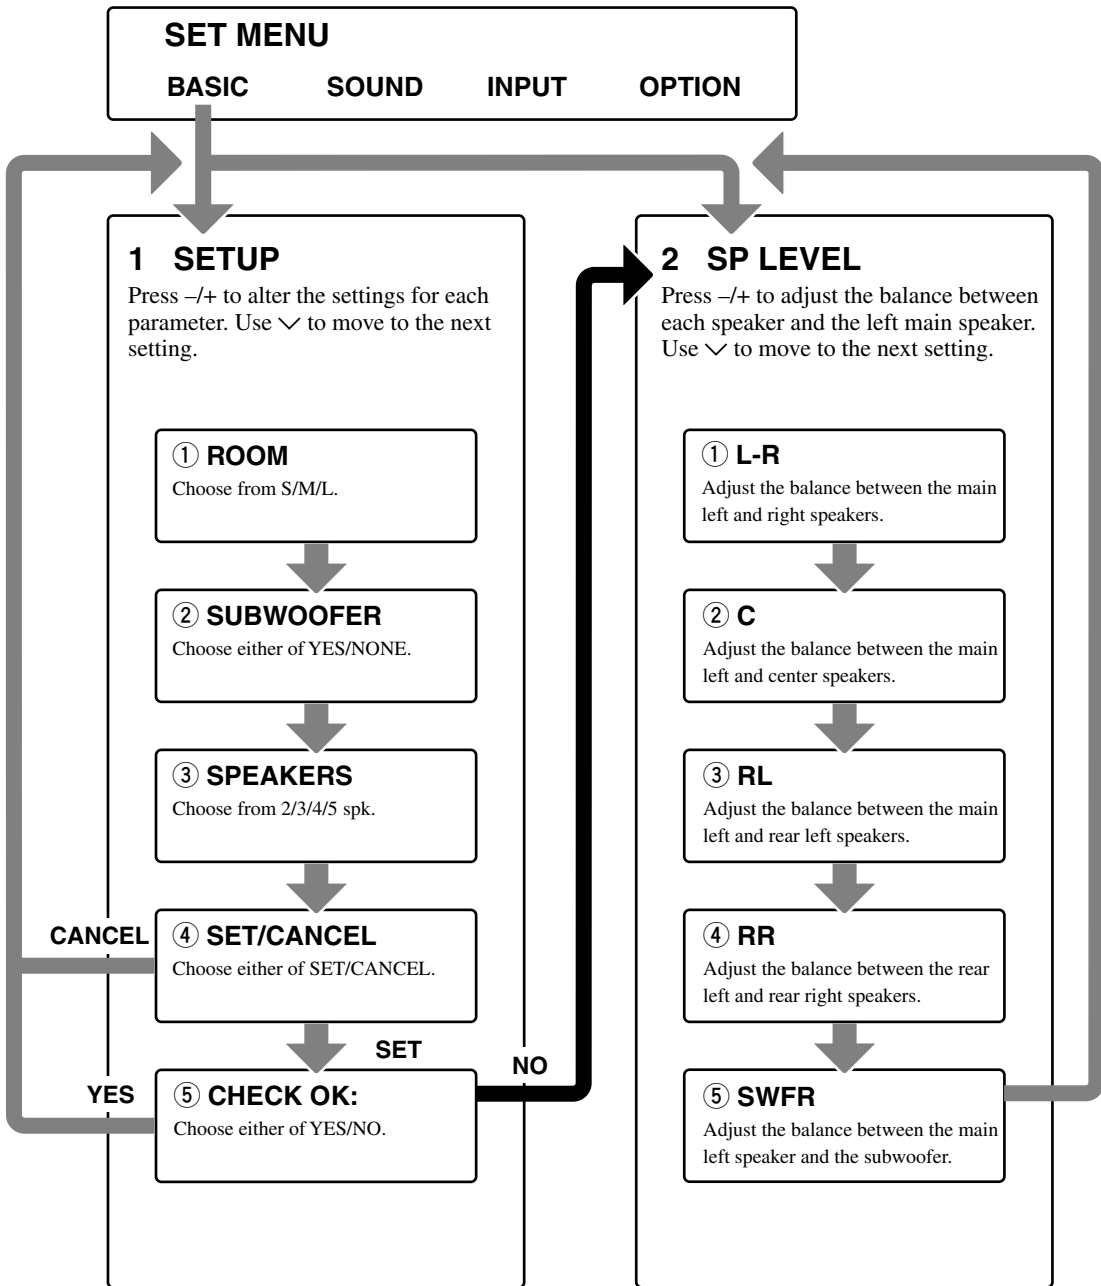 SET MENU
BASIC SOUND INPUT OPTION
1 SETUP
Press –/+ to alter the settings for each
parameter. Use ∨ to move to the next
setting.
① ROOM
Choose from S/M/L.
② SUBWOOFER
Choose either of YES/NONE.
③ SPEAKERS
Choose from 2/3/4/5 spk.
CANCEL
④ SET/CANCEL
Choose either of SET/CANCEL.
SET
NO
YES
⑤ CHECK OK:
Choose either of YES/NO.
2 SP LEVEL
Press –/+ to adjust the balance between
each speaker and the left main speaker.
Use ∨ to move to the next setting.
① L-R
Adjust the balance between the main
left and right speakers.
② C
Adjust the balance between the main
left and center speakers.
③ RL
Adjust the balance between the main
left and rear left speakers.
④ RR
Adjust the balance between the rear
left and rear right speakers.
⑤ SWFR
Adjust the balance between the main
left speaker and the subwoofer.